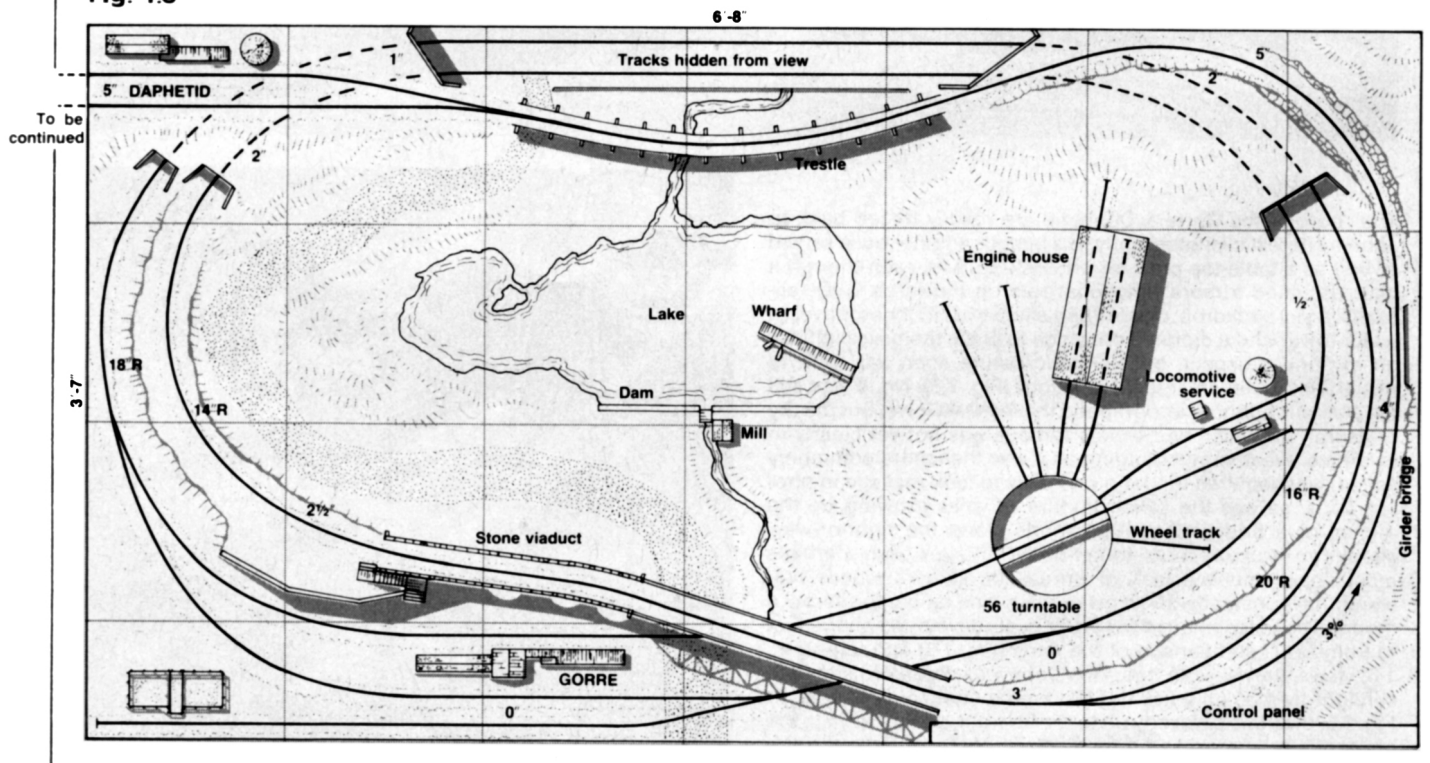 6'-8"
1"
Tracks hidden from view
5"
2"
5" DAPHETID
To be
continued
2"
Trestle
Engine house
½"
Lake
Wharf
18"R
Locomotive
service
3'-7"
14"R
Dam
4"
Mill
16"R
2½"
Girder bridge
Stone viaduct
Wheel track
20"R
56' turntable
3%
0"
GORRE
3"
0"
Control panel